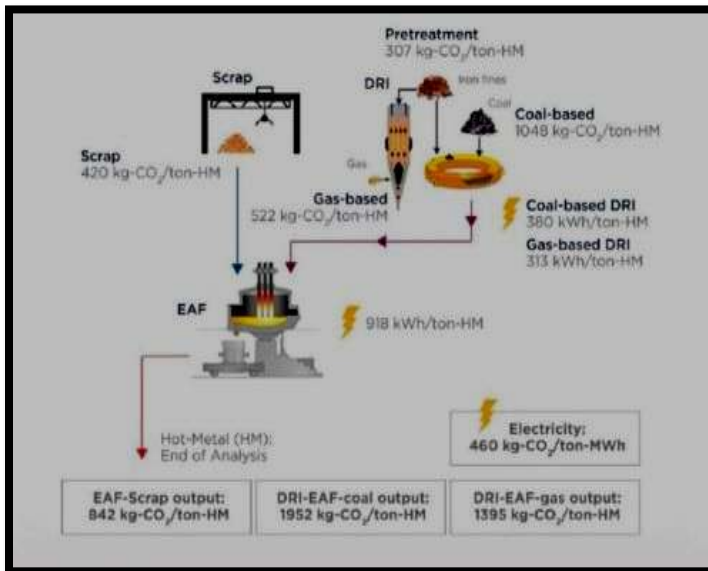 Pretreatment
307 kg-CO₂/ton-HM
Scrap
DRI
Iron fines
Coal
Coal-based
1048 kg-CO₂/ton-HM
Scrap
420 kg-CO₂/ton-HM
Gas
Gas-based
522 kg-CO₂/ton-HM
Coal-based DRI
380 kWh/ton-HM
Gas-based DRI
313 kWh/ton-HM
EAF
918 kWh/ton-HM
Hot-Metal (HM):
End of Analysis
Electricity:
460 kg-CO₂/ton-MWh
EAF-Scrap output:
842 kg-CO₂/ton-HM
DRI-EAF-coal output:
1952 kg-CO₂/ton-HM
DRI-EAF-gas output:
1395 kg-CO₂/ton-HM